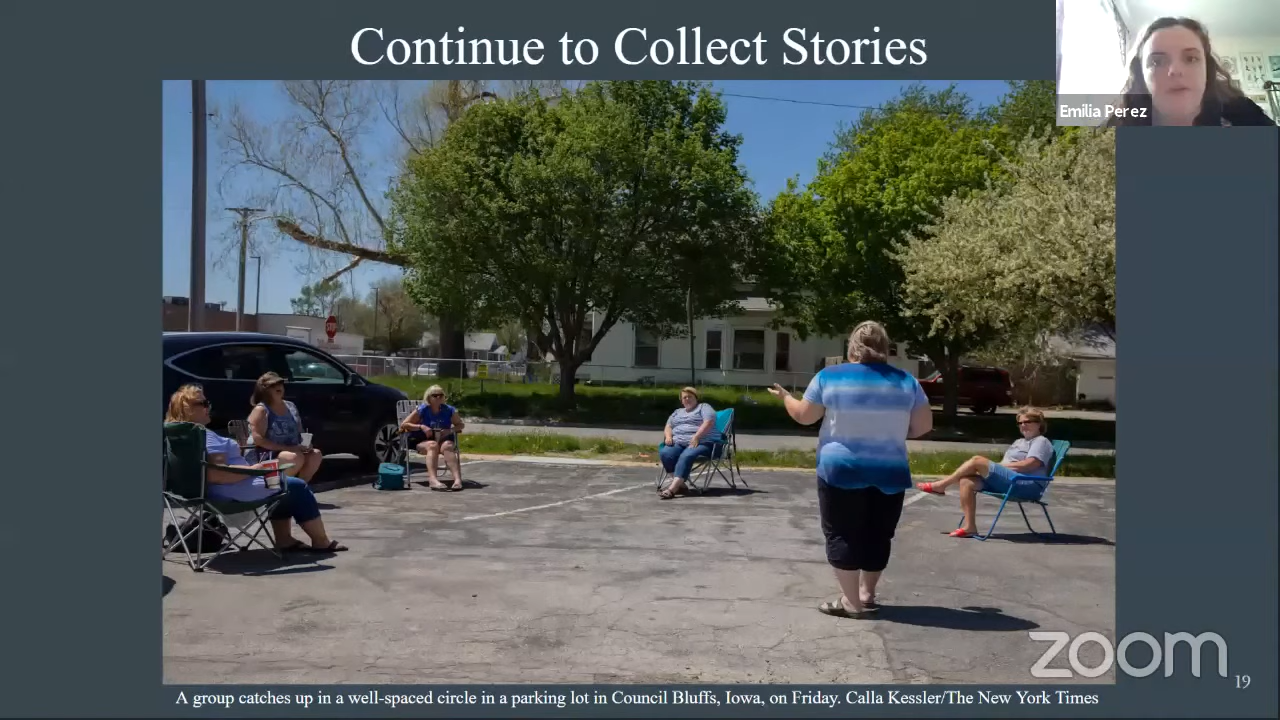 Continue to Collect Stories
Emilia Perez
STOP
zoom
19
A group catches up in a well-spaced circle in a parking lot in Council Bluffs, Iowa, on Friday. Calla Kessler/The New York Times